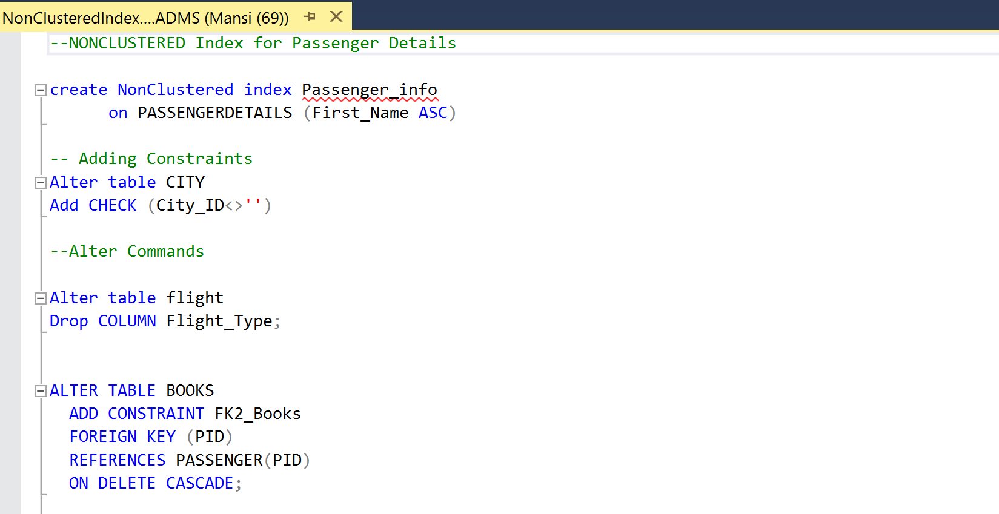 NonClusteredIndex....ADMS (Mansi (69))
--NONCLUSTERED Index for Passenger Details
create NonClustered index Passenger_info
on PASSENGERDETAILS (First_Name ASC)
-- Adding Constraints
Alter table CITY
Add CHECK (City_ID<>'')
--Alter Commands
Alter table flight
Drop COLUMN Flight_Type;
ALTER TABLE BOOKS
ADD CONSTRAINT FK2_Books
FOREIGN KEY (PID)
REFERENCES PASSENGER(PID)
ON DELETE CASCADE;